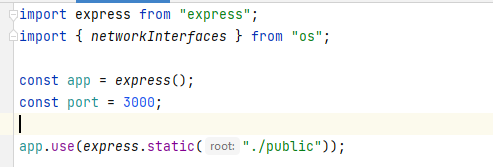 import express from "express";
import { networkInterfaces } from "os";
const app = express();
const port = 3000;
app.use(express.static( root: "./public"));